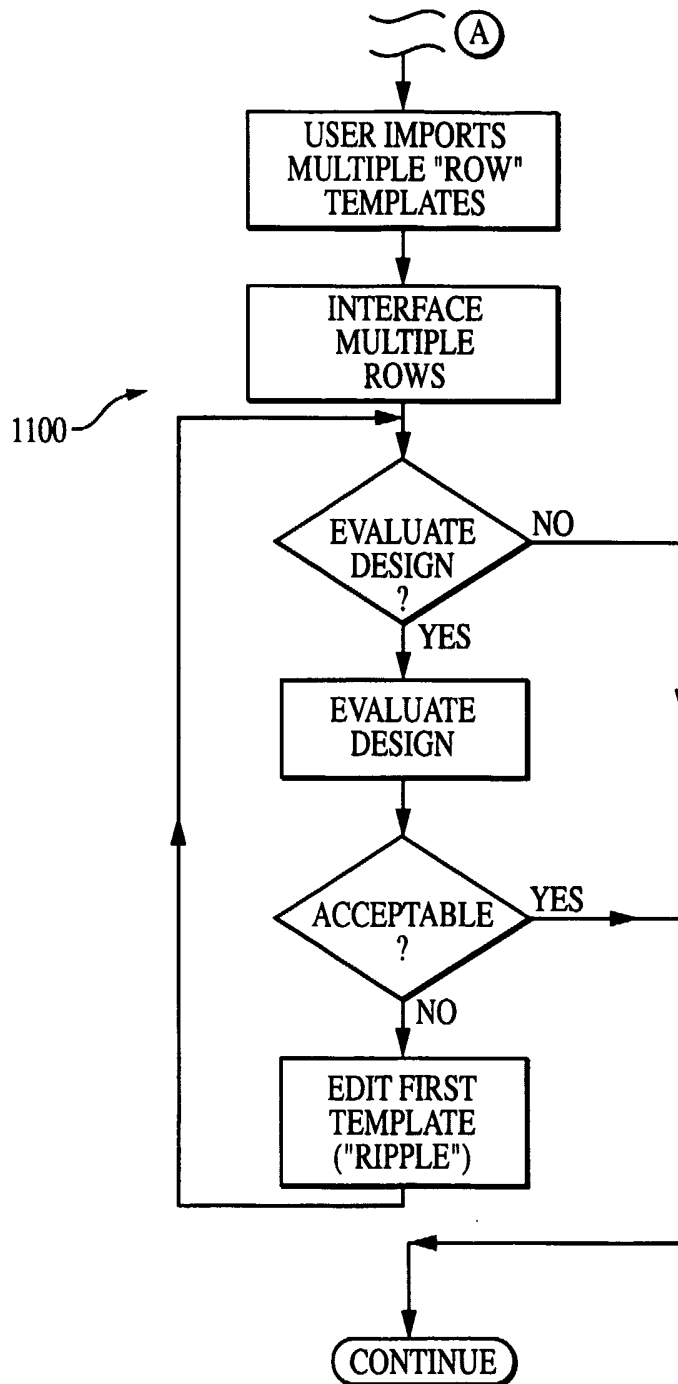 A
USER IMPORTS
MULTIPLE "ROW"
TEMPLATES
INTERFACE
MULTIPLE
ROWS
1100
EVALUATE
DESIGN
?
NO
YES
EVALUATE
DESIGN
ACCEPTABLE
?
YES
NO
EDIT FIRST
TEMPLATE
("RIPPLE")
CONTINUE